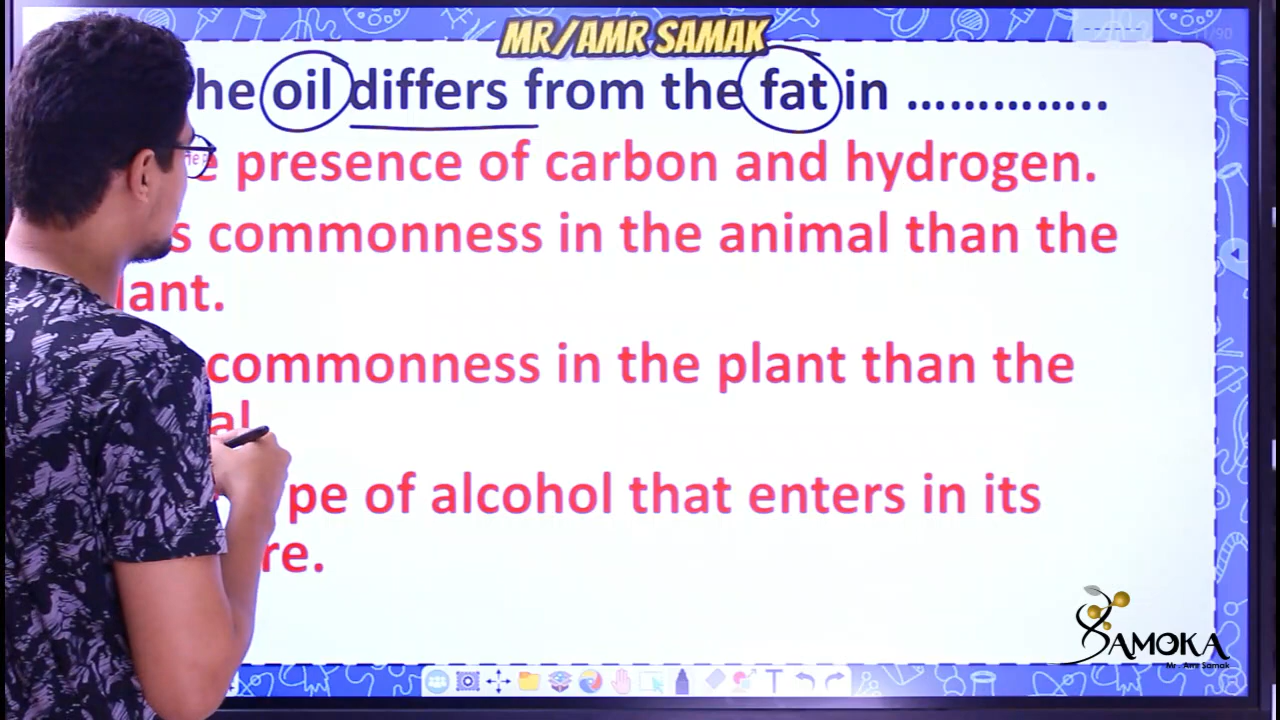 MR/AMR SAMAK
he oil differs from the fat in …………..
e presence of carbon and hydrogen.
s commonness in the animal than the
lant.
commonness in the plant than the
al.
pe of alcohol that enters in its
re.
SAMOKA
Mr. Amr Samak